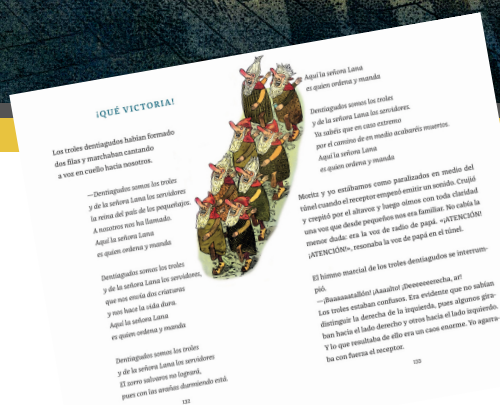 ¡QUÉ VICTORIA!
Los troles dentiagudos habían formado
dos filas y marchaban cantando
a voz en cuello hacia nosotros.
—Dentiagudos somos los troles
y de la señora Lana los servidores
la reina del país de los pequeñajos.
A nosotros nos ha llamado.
Aquí la señora Lana
es quien ordena y manda
Dentiagudos somos los troles
y de la señora Lana los servidores,
que nos envía dos criaturas
y nos hace la vida dura.
Aquí la señora Lana
es quien ordena y manda
Dentiagudos somos los troles
y de la señora Lana los servidores
El zorro salvaros no logrará,
pues con las arañas durmiendo está.
Aquí la señora Lana
es quien ordena y manda
Dentiagudos somos los troles
y de la señora Lana los servidores.
Ya sabéis que en caso extremo
por el camino de en medio acabaréis muertos.
Aquí la señora Lana
es quien ordena y manda
Moritz y yo estábamos como paralizados en medio del
túnel cuando el receptor empezó emitir un sonido. Crujió
y crepitó por el altavoz y luego oímos con toda claridad
una voz que desde pequeños nos era familiar. No cabía la
menor duda: era la voz de radio de papá. «¡ATENCIÓN!
¡ATENCIÓN!», resonaba la voz de papá en el túnel.
El himno marcial de los troles dentiagudos se interrum-
pió.
—¡Baaaaaatallón! ¡Aaaalto! ¡Deeeeeeerecha, ar!
Los troles estaban confusos. Era evidente que no sabían
distinguir la derecha de la izquierda, pues algunos gira-
ban hacia el lado derecho y otros hacia el lado izquierdo.
Y lo que resultaba de ello era un caos enorme. Yo agarra-
ba con fuerza el receptor.